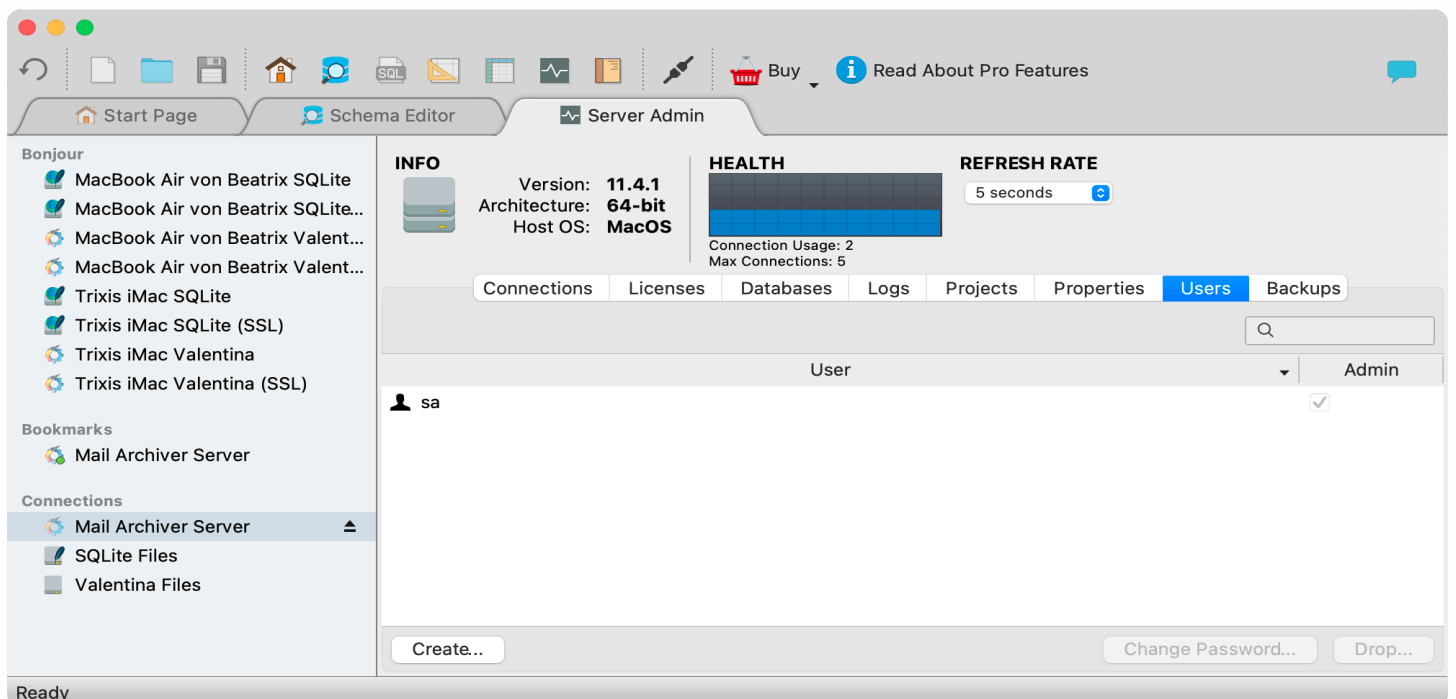 SQL
Buy
Read About Pro Features
Start Page
Schema Editor
Server Admin
Bonjour
MacBook Air von Beatrix SQLite
MacBook Air von Beatrix SQLite...
MacBook Air von Beatrix Valent...
MacBook Air von Beatrix Valent...
Trixis iMac SQLite
Trixis iMac SQLite (SSL)
Trixis iMac Valentina
Trixis iMac Valentina (SSL)
Bookmarks
Mail Archiver Server
Connections
Mail Archiver Server
SQLite Files
Valentina Files
INFO
Version: 11.4.1
Architecture: 64-bit
Host OS: MacOS
HEALTH
Connection Usage: 2
Max Connections: 5
REFRESH RATE
5 seconds
Connections Licenses Databases Logs Projects Properties Users Backups
User Admin
sa
Create... Change Password... Drop...
Ready